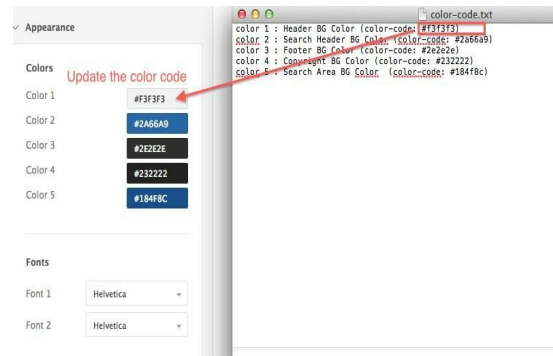 Appearance
Colors
Update the color code
Color 1 #F3F3F3
Color 2 #2A66A9
Color 3 #2E2E2E
Color 4 #232222
Color 5 #184F8C
Fonts
Font 1 Helvetica
Font 2 Helvetica
color-code.txt
color 1 : Header BG Color (color-code: #f3f3f3)
color 2 : Search Header BG Color (color-code: #2a66a9)
color 3 : Footer BG Color (color-code: #2e2e2e)
color 4 : Copyright BG Color (color-code: #232222)
color 5 : Search Area BG Color (color-code: #184f8c)